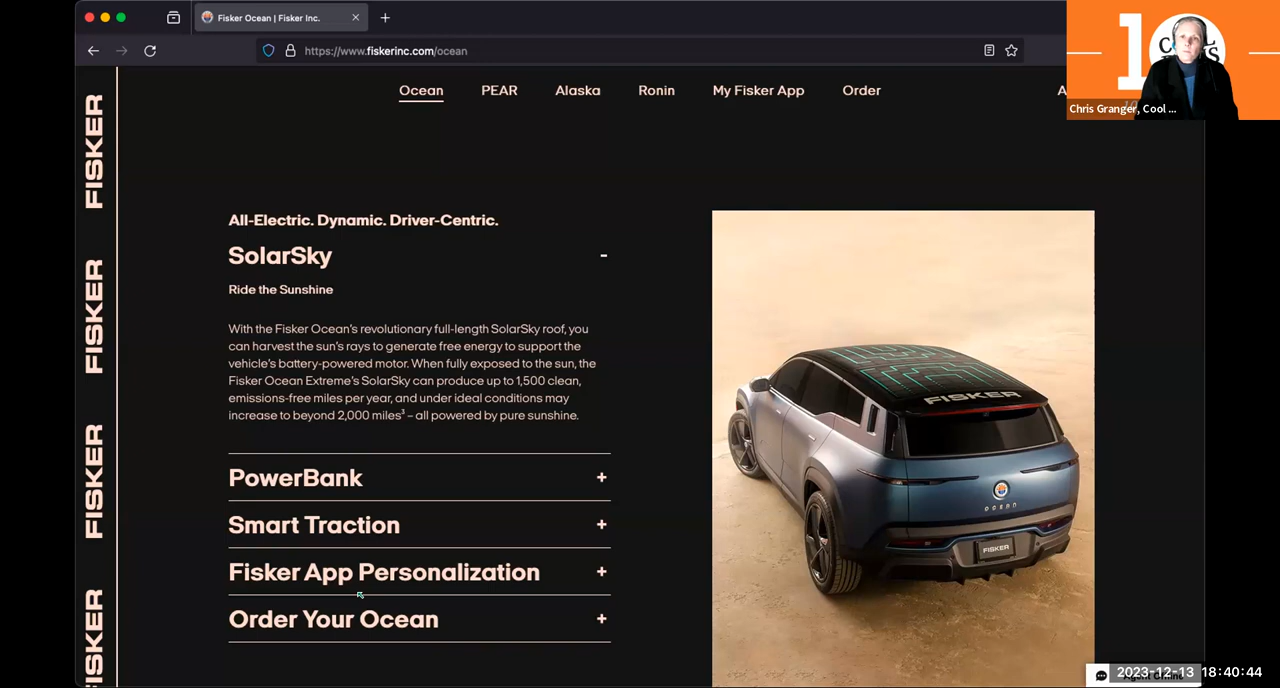 Fisker Ocean | Fisker Inc.
https://www.fiskerinc.com/ocean
Ocean
PEAR
Alaska
Ronin
My Fisker App
Order
A
Chris Granger, Cool ...
10
FISKER
FISKER
FISKER
FISKER
All-Electric. Dynamic. Driver-Centric.
SolarSky
-
Ride the Sunshine
With the Fisker Ocean's revolutionary full-length SolarSky roof, you
can harvest the sun's rays to generate free energy to support the
vehicle's battery-powered motor. When fully exposed to the sun, the
Fisker Ocean Extreme's SolarSky can produce up to 1,500 clean,
emissions-free miles per year, and under ideal conditions may
increase to beyond 2,000 miles³ – all powered by pure sunshine.
PowerBank +
Smart Traction +
Fisker App Personalization +
Order Your Ocean +
FISKER
OCEAN
FISKER
2023-12-13 18:40:44